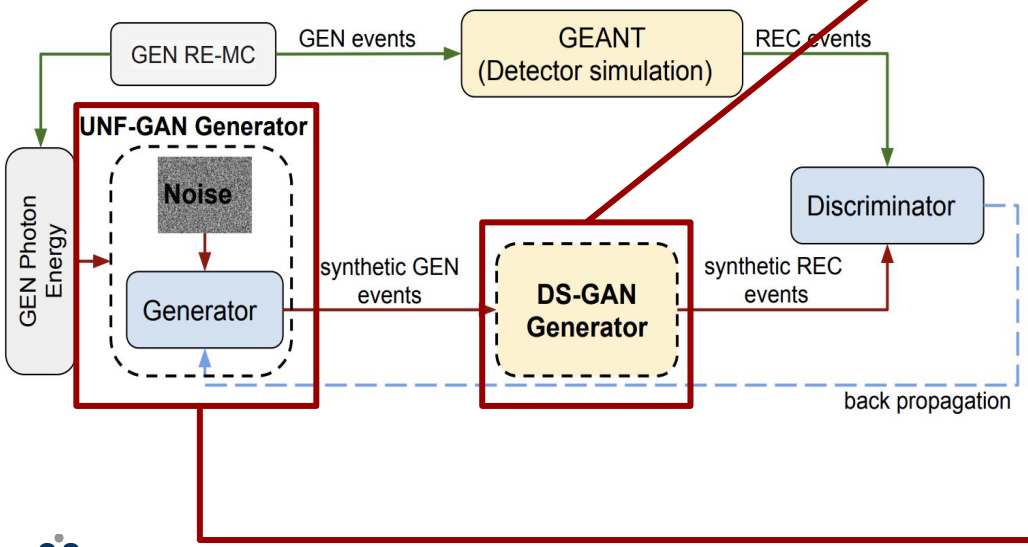 GEN RE-MC
GEN events
GEANT
(Detector simulation)
REC events
UNF-GAN Generator
Noise
GEN Photon
Energy
Generator
synthetic GEN
events
DS-GAN
Generator
synthetic REC
events
Discriminator
back propagation